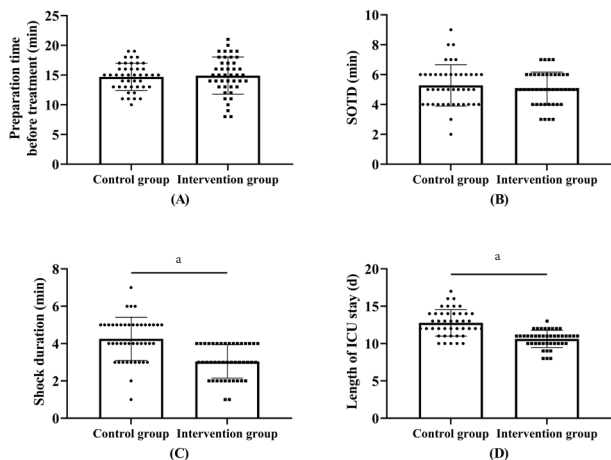 Preparation time
before treatment (min)
25
20
15
10
5
0
Control group
Intervention group
(A)
SOTD (min)
10
8
6
4
2
0
Control group
Intervention group
(B)
Shock duration (min)
8
6
4
2
0
a
Control group
Intervention group
(C)
Length of ICU stay (d)
20
15
10
5
0
a
Control group
Intervention group
(D)